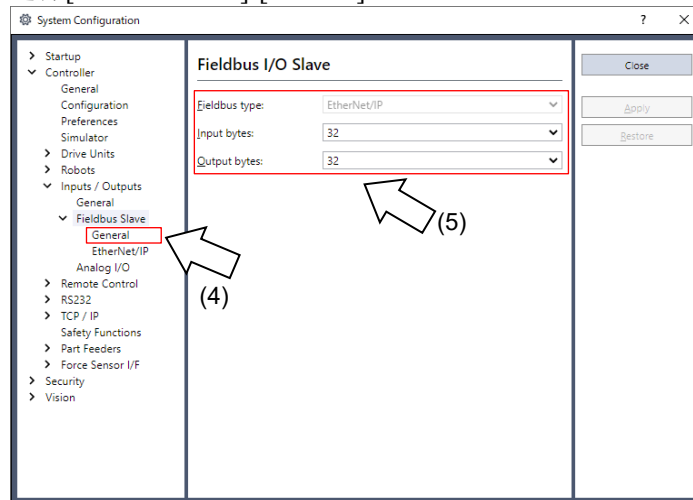 System Configuration
?
Startup
Controller
General
Configuration
Preferences
Simulator
Drive Units
Robots
Inputs / Outputs
General
Fieldbus Slave
General
EtherNet/IP
Analog I/O
Remote Control
RS232
TCP / IP
Safety Functions
Part Feeders
Force Sensor I/F
Security
Vision
(4)
Fieldbus I/O Slave
Fieldbus type: EtherNet/IP
Input bytes: 32
Output bytes: 32
(5)
Close
Apply
Restore